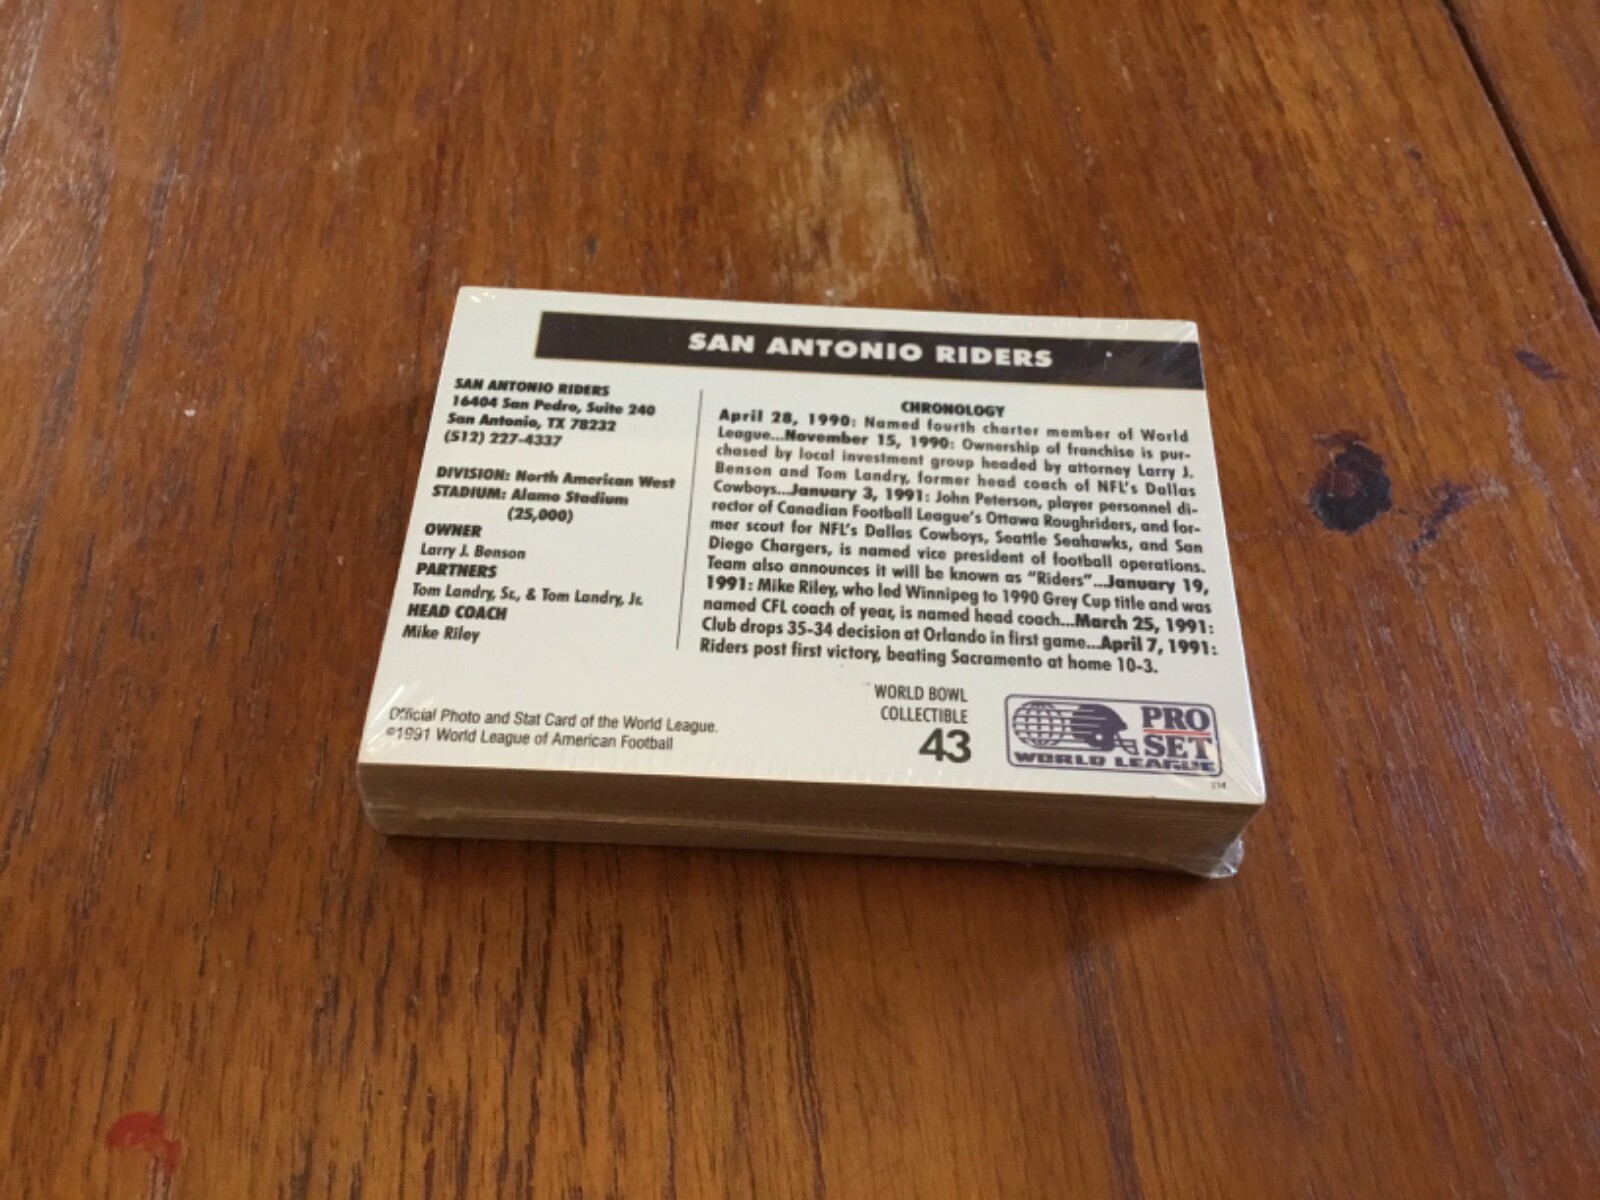 SAN ANTONIO RIDERS
SAN ANTONIO RIDERS
16404 San Pedro, Suite 240
San Antonio, TX 78232
(512) 227-4337
DIVISION: North American West
STADIUM: Alamo Stadium
(25,000)
OWNER
Larry J. Benson
PARTNERS
Tom Landry, Sr., & Tom Landry, Jr.
HEAD COACH
Mike Riley
CHRONOLOGY
April 28, 1990: Named fourth charter member of World
League...November 15, 1990: Ownership of franchise is pur-
chased by local investment group headed by attorney Larry J.
Benson and Tom Landry, former head coach of NFL's Dallas
Cowboys...January 3, 1991: John Peterson, player personnel di-
rector of Canadian Football League's Ottawa Roughriders, and for-
mer scout for NFL's Dallas Cowboys, Seattle Seahawks, and San
Diego Chargers, is named vice president of football operations.
Team also announces it will be known as "Riders"...January 19,
1991: Mike Riley, who led Winnipeg to 1990 Grey Cup title and was
named CFL coach of year, is named head coach...March 25, 1991:
Club drops 35-34 decision at Orlando in first game...April 7, 1991:
Riders post first victory, beating Sacramento at home 10-3.
Official Photo and Stat Card of the World League.
©1991 World League of American Football
WORLD BOWL
COLLECTIBLE
43
PRO
SET
WORLD LEAGUE